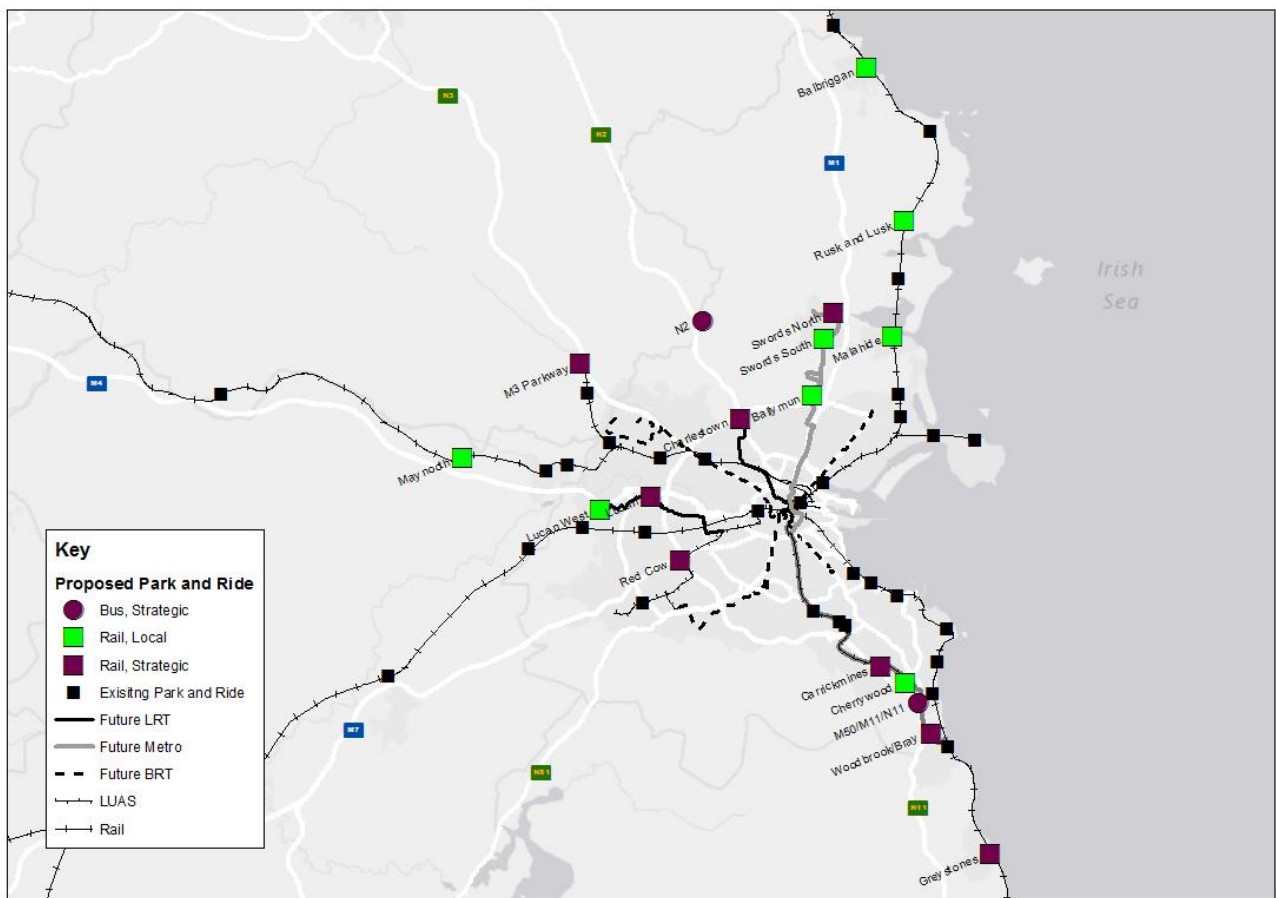 Balbriggan
N3
N2
M1
Rusk and Lusk
Irish
Sea
Swords North
N2
Swords South
Malahide
M3 Parkway
M4
Ballymun
Charlestown
Maynooth
Lucan West
Lucan
Red Cow
Key
Proposed Park and Ride
Bus, Strategic
Rail, Local
Rail, Strategic
Exisitng Park and Ride
Future LRT
Future Metro
Future BRT
LUAS
Rail
Carrickmines
Cherrywood
M50/M11/N11
Woodbrook/Bray
M7
N81
N11
Greystones